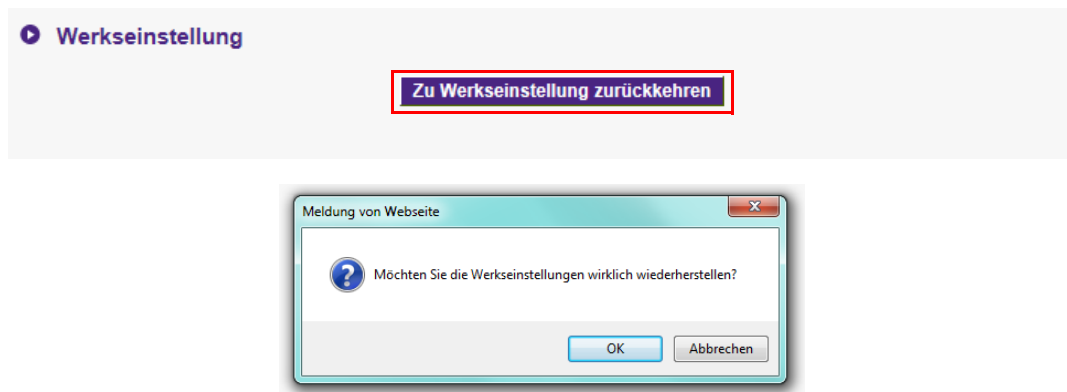 Werkseinstellung
Zu Werkseinstellung zurückkehren
Meldung von Webseite
Möchten Sie die Werkseinstellungen wirklich wiederherstellen?
OK Abbrechen